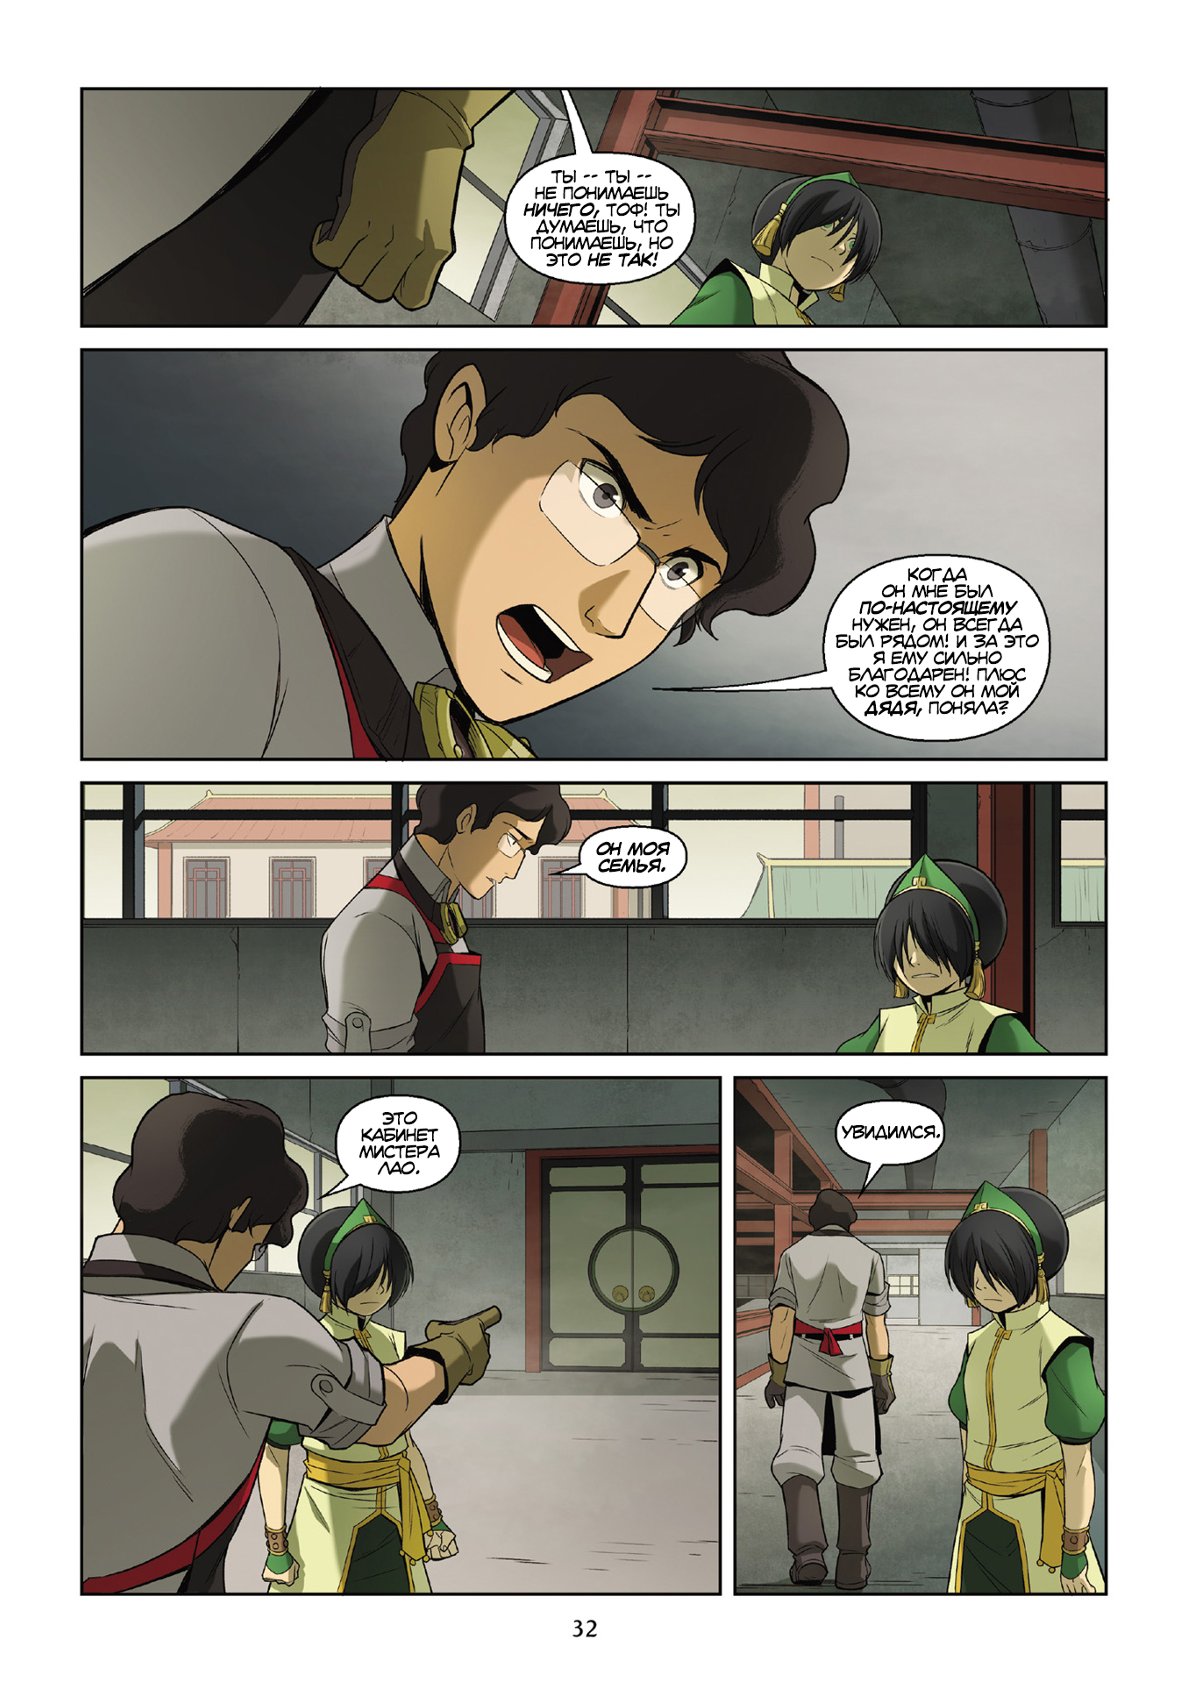 ТЫ -- ТЫ --
НЕ ПОНИМАЕШЬ
НИЧЕГО, ТОФ! ТЫ
ДУМАЕШЬ, ЧТО
ПОНИМАЕШЬ, НО
ЭТО НЕ ТАК!
КОГДА
ОН МНЕ БЫЛ
ПО-НАСТОЯЩЕМУ
НУЖЕН, ОН ВСЕГДА
БЫЛ РЯДОМ! И ЗА ЭТО
Я ЕМУ СИЛЬНО
БЛАГОДАРЕН! ПЛЮС
КО ВСЕМУ ОН МОЙ
ДЯДЯ, ПОНЯЛА?
ОН МОЯ
СЕМЬЯ.
ЭТО
КАБИНЕТ
МИСТЕРА
ЛАО.
УВИДИМСЯ.
32